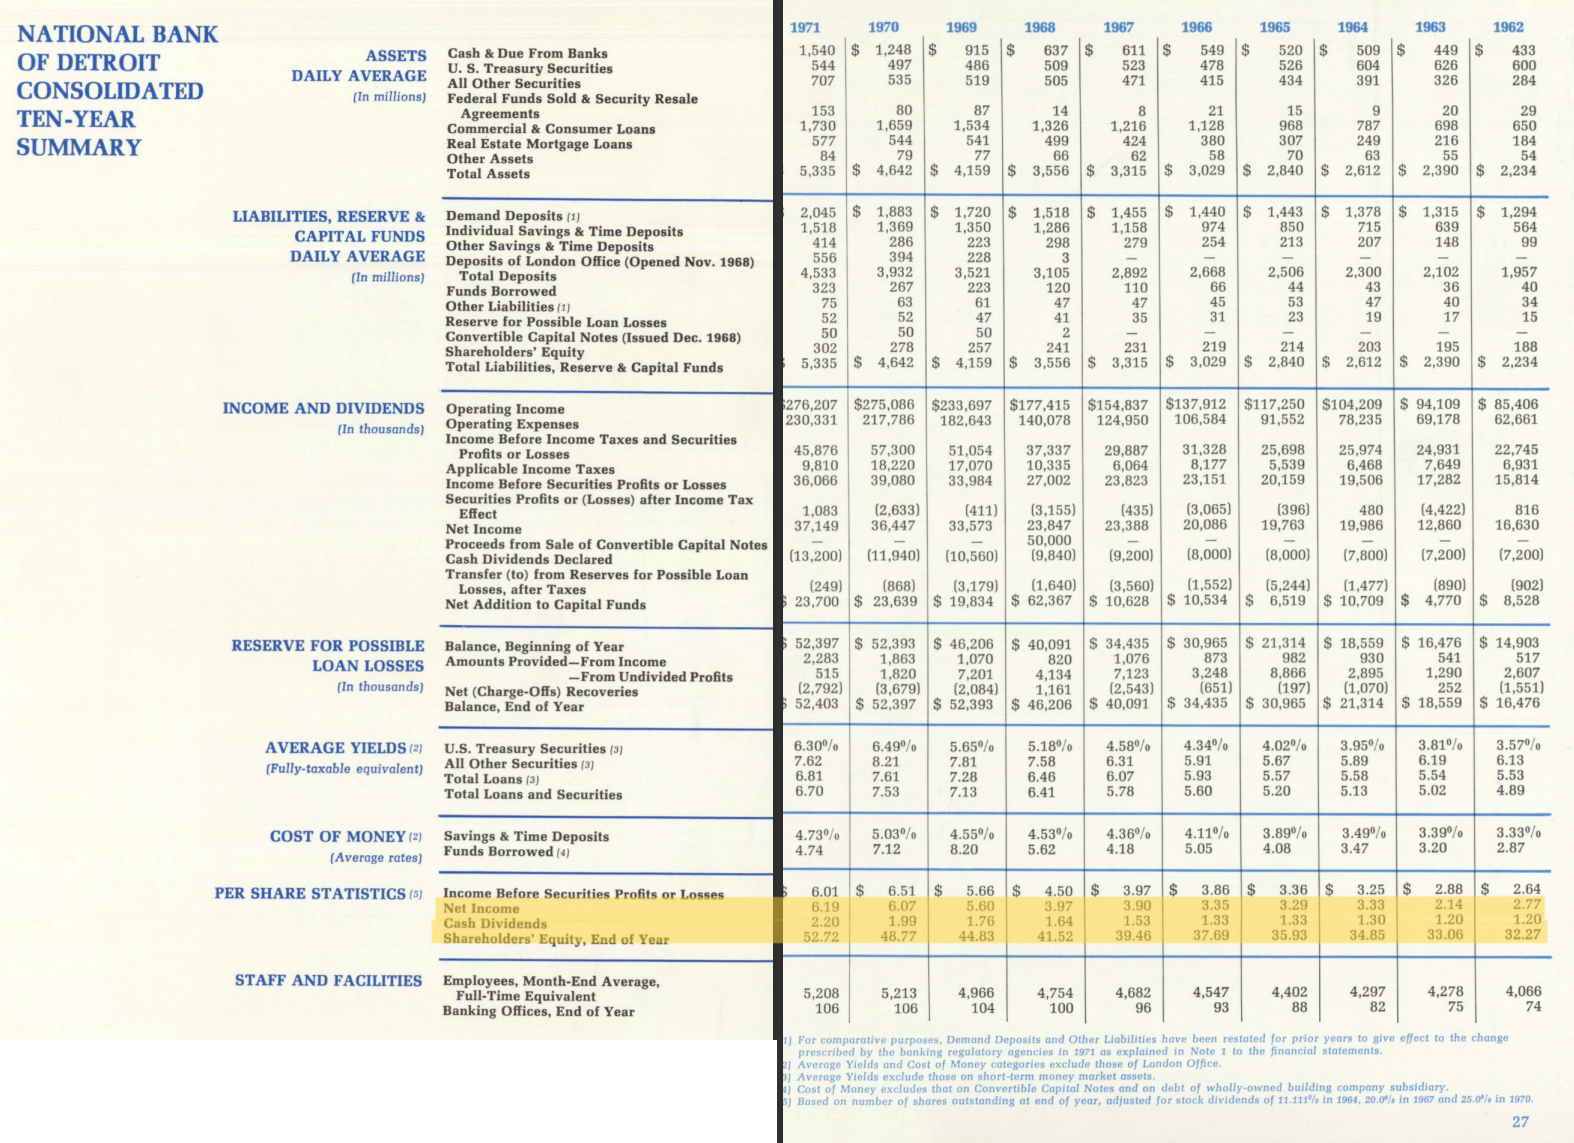 NATIONAL BANK
OF DETROIT
CONSOLIDATED
TEN-YEAR
SUMMARY
1971 1970 1969 1968 1967 1966 1965 1964 1963 1962
ASSETS
DAILY AVERAGE
(In millions)
Cash & Due From Banks 1,540 $ 1,248 $ 915 $ 637 $ 611 $ 549 $ 520 $ 509 $ 449 $ 433
U. S. Treasury Securities 544 497 486 509 523 478 526 604 626 600
All Other Securities 707 535 519 505 471 415 434 391 326 284
Federal Funds Sold & Security Resale
Agreements 153 80 87 14 8 21 15 9 20 29
Commercial & Consumer Loans 1,730 1,659 1,534 1,326 1,216 1,128 968 787 698 650
Real Estate Mortgage Loans 577 544 541 499 424 380 307 249 216 184
Other Assets 84 79 77 66 62 58 70 63 55 54
Total Assets 5,335 $ 4,642 $ 4,159 $ 3,556 $ 3,315 $ 3,029 $ 2,840 $ 2,612 $ 2,390 $ 2,234
LIABILITIES, RESERVE &
CAPITAL FUNDS
DAILY AVERAGE
(In millions)
Demand Deposits (1) 2,045 $ 1,883 $ 1,720 $ 1,518 $ 1,455 $ 1,440 $ 1,443 $ 1,378 $ 1,315 $ 1,294
Individual Savings & Time Deposits 1,518 1,369 1,350 1,286 1,158 974 850 715 639 564
Other Savings & Time Deposits 414 286 223 298 279 254 213 207 148 99
Deposits of London Office (Opened Nov. 1968) 556 394 228 3 — — — — — —
Total Deposits 4,533 3,932 3,521 3,105 2,892 2,668 2,506 2,300 2,102 1,957
Funds Borrowed 323 267 223 120 110 66 44 43 36 40
Other Liabilities (1) 75 63 61 47 47 45 53 47 40 34
Reserve for Possible Loan Losses 52 52 47 41 35 31 23 19 17 15
Convertible Capital Notes (Issued Dec. 1968) 50 50 50 2 — — — — — —
Shareholders' Equity 302 278 257 241 231 219 214 203 195 188
Total Liabilities, Reserve & Capital Funds $ 5,335 $ 4,642 $ 4,159 $ 3,556 $ 3,315 $ 3,029 $ 2,840 $ 2,612 $ 2,390 $ 2,234
INCOME AND DIVIDENDS
(In thousands)
Operating Income $276,207 $275,086 $233,697 $177,415 $154,837 $137,912 $117,250 $104,209 $ 94,109 $ 85,406
Operating Expenses 230,331 217,786 182,643 140,078 124,950 106,584 91,552 78,235 69,178 62,661
Income Before Income Taxes and Securities
Profits or Losses 45,876 57,300 51,054 37,337 29,887 31,328 25,698 25,974 24,931 22,745
Applicable Income Taxes 9,810 18,220 17,070 10,335 6,064 8,177 5,539 6,468 7,649 6,931
Income Before Securities Profits or Losses 36,066 39,080 33,984 27,002 23,823 23,151 20,159 19,506 17,282 15,814
Securities Profits or (Losses) after Income Tax
Effect 1,083 (2,633) (411) (3,155) (435) (3,065) (396) 480 (4,422) 816
Net Income 37,149 36,447 33,573 23,847 23,388 20,086 19,763 19,986 12,860 16,630
Proceeds from Sale of Convertible Capital Notes — — — 50,000 — — — — — —
Cash Dividends Declared (13,200) (11,940) (10,560) (9,840) (9,200) (8,000) (8,000) (7,800) (7,200) (7,200)
Transfer (to) from Reserves for Possible Loan
Losses, after Taxes (249) (868) (3,179) (1,640) (3,560) (1,552) (5,244) (1,477) (890) (902)
Net Addition to Capital Funds $ 23,700 $ 23,639 $ 19,834 $ 62,367 $ 10,628 $ 10,534 $ 6,519 $ 10,709 $ 4,770 $ 8,528
RESERVE FOR POSSIBLE
LOAN LOSSES
(In thousands)
Balance, Beginning of Year $ 52,397 $ 52,393 $ 46,206 $ 40,091 $ 34,435 $ 30,965 $ 21,314 $ 18,559 $ 16,476 $ 14,903
Amounts Provided—From Income 2,283 1,863 1,070 820 1,076 873 982 930 541 517
—From Undivided Profits 515 1,820 7,201 4,134 7,123 3,248 8,866 2,895 1,290 2,607
Net (Charge-Offs) Recoveries (2,792) (3,679) (2,084) 1,161 (2,543) (651) (197) (1,070) 252 (1,551)
Balance, End of Year $ 52,403 $ 52,397 $ 52,393 $ 46,206 $ 40,091 $ 34,435 $ 30,965 $ 21,314 $ 18,559 $ 16,476
AVERAGE YIELDS (2)
(Fully-taxable equivalent)
U.S. Treasury Securities (3) 6.30% 6.49% 5.65% 5.18% 4.58% 4.34% 4.02% 3.95% 3.81% 3.57%
All Other Securities (3) 7.62 8.21 7.81 7.58 6.31 5.91 5.67 5.89 6.19 6.13
Total Loans (3) 6.81 7.61 7.28 6.46 6.07 5.93 5.57 5.58 5.54 5.53
Total Loans and Securities 6.70 7.53 7.13 6.41 5.78 5.60 5.20 5.13 5.02 4.89
COST OF MONEY (2)
(Average rates)
Savings & Time Deposits 4.73% 5.03% 4.55% 4.53% 4.36% 4.11% 3.89% 3.49% 3.39% 3.33%
Funds Borrowed (4) 4.74 7.12 8.20 5.62 4.18 5.05 4.08 3.47 3.20 2.87
PER SHARE STATISTICS (5)
Income Before Securities Profits or Losses $ 6.01 $ 6.51 $ 5.66 $ 4.50 $ 3.97 $ 3.86 $ 3.36 $ 3.25 $ 2.88 $ 2.64
Net Income 6.19 6.07 5.60 3.97 3.90 3.35 3.29 3.33 2.14 2.77
Cash Dividends 2.20 1.99 1.76 1.64 1.53 1.33 1.33 1.30 1.20 1.20
Shareholders' Equity, End of Year 52.72 48.77 44.83 41.52 39.46 37.69 35.93 34.85 33.06 32.27
STAFF AND FACILITIES
Employees, Month-End Average,
Full-Time Equivalent 5,208 5,213 4,966 4,754 4,682 4,547 4,402 4,297 4,278 4,066
Banking Offices, End of Year 106 106 104 100 96 93 88 82 75 74
1) For comparative purposes, Demand Deposits and Other Liabilities have been restated for prior years to give effect to the change
prescribed by the banking regulatory agencies in 1971 as explained in Note 1 to the financial statements.
2) Average Yields and Cost of Money categories exclude those of London Office.
3) Average Yields exclude those on short-term money market assets.
4) Cost of Money excludes that on Convertible Capital Notes and on debt of wholly-owned building company subsidiary.
5) Based on number of shares outstanding at end of year, adjusted for stock dividends of 11.111% in 1964, 20.0% in 1967 and 25.0% in 1970.
27